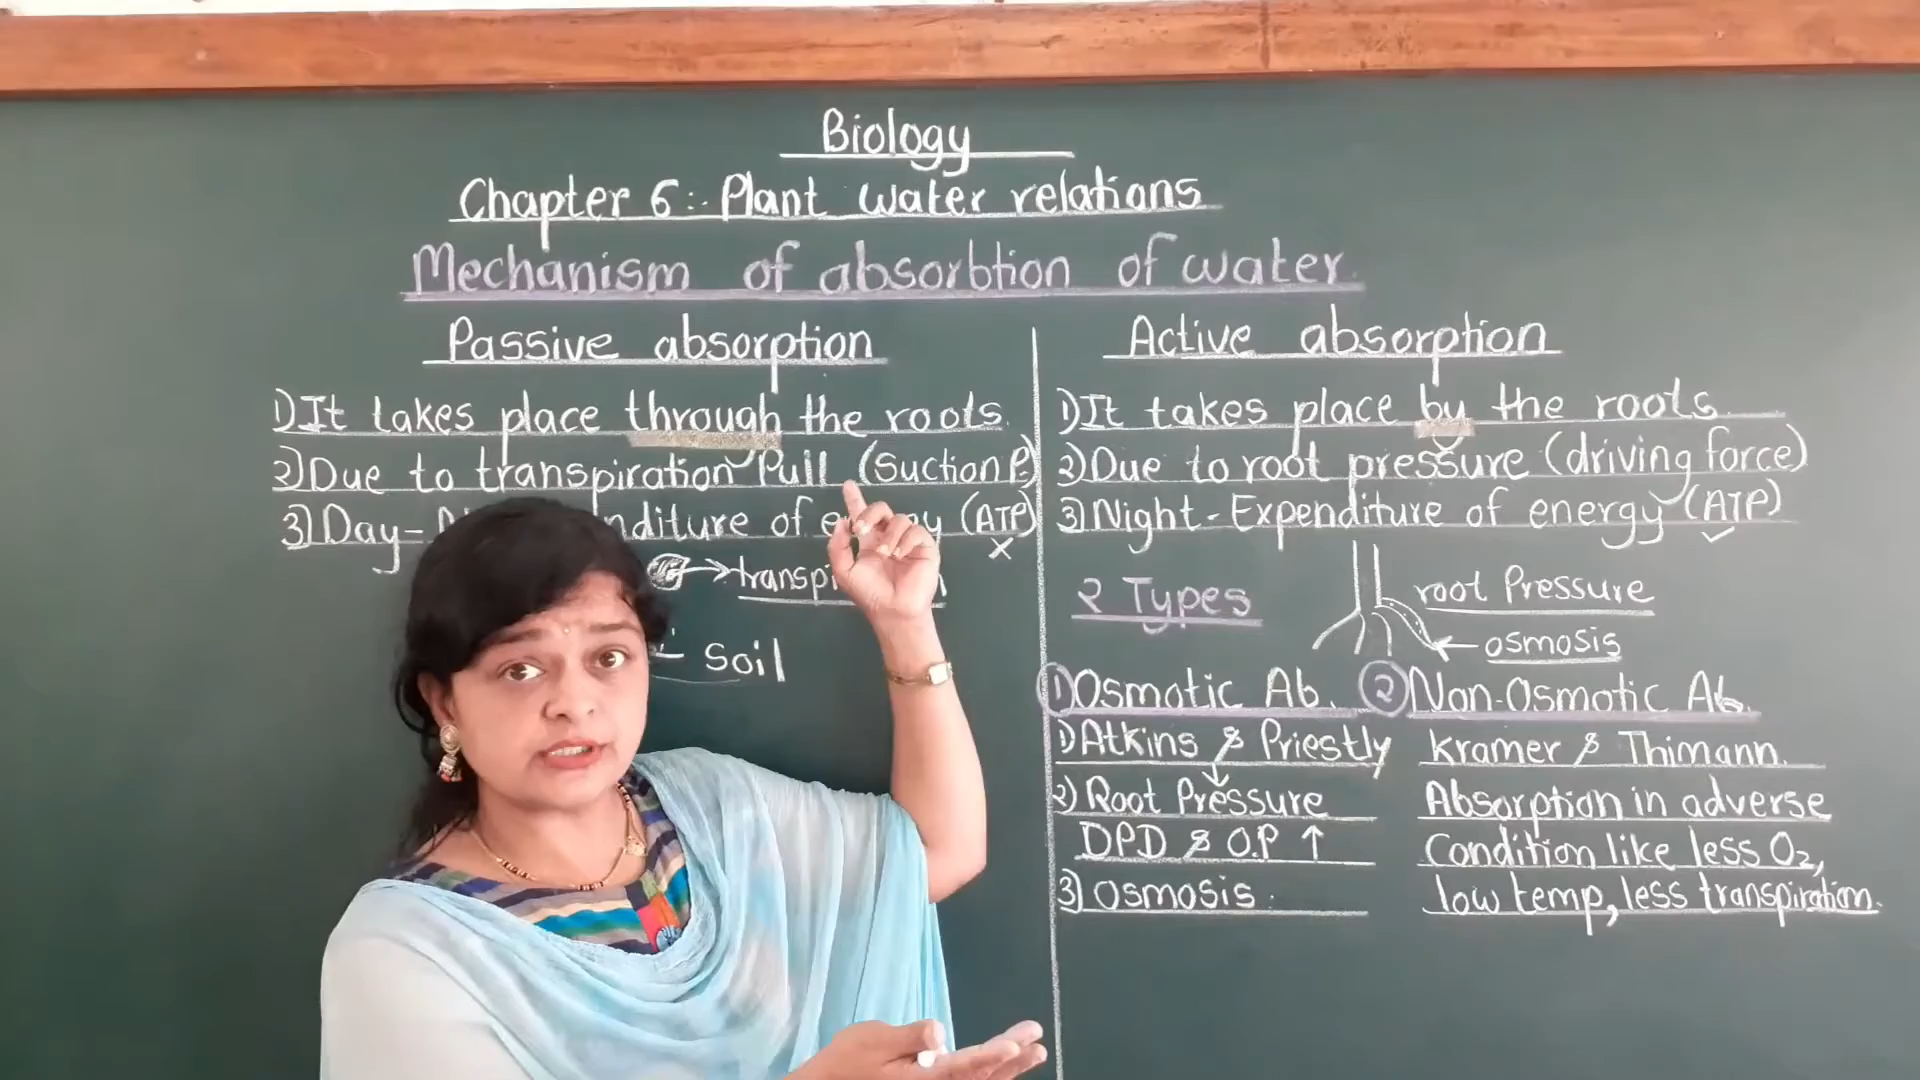 Biology
Chapter 6:- Plant water relations
Mechanism of absorbtion of water.
Passive absorption
1) It takes place through the roots.
2) Due to transpiration Pull (Suction P.)
3) Day- of (ATP)
×
→
Soil
Active absorption
1) It takes place by the roots.
2) Due to root pressure (driving force)
3) Night - Expenditure of energy (ATP)
✓
२ Types
root Pressure
← osmosis
① Osmotic Ab.
1) Atkins & Priestly
↓
२) Root Pressure
DPD & O.P ↑
3) osmosis.
② Non-Osmotic Ab.
Kramer & Thimann.
Absorption in adverse
Condition like less O₂,
low temp, less transpiration.